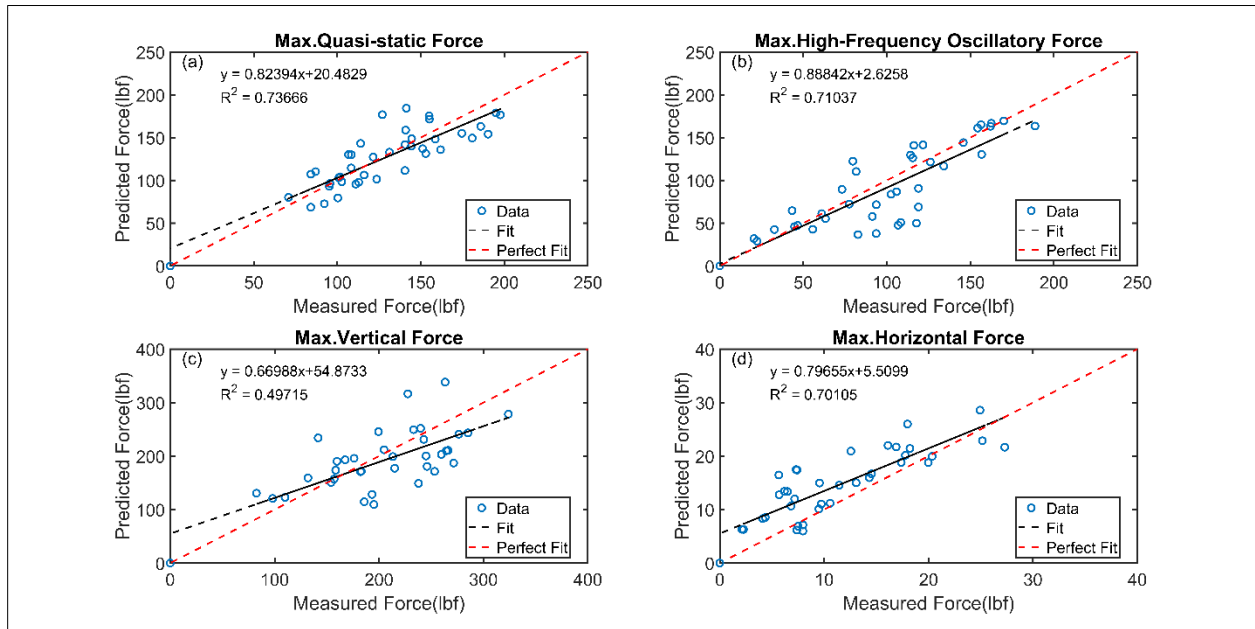 Max.Quasi-static Force
(a)
y = 0.82394x+20.4829
R² = 0.73666
Predicted Force(lbf)
250
200
150
100
50
0
Data
Fit
Perfect Fit
0 50 100 150 200 250
Measured Force(lbf)
Max.High-Frequency Oscillatory Force
(b)
y = 0.88842x+2.6258
R² = 0.71037
Predicted Force(lbf)
250
200
150
100
50
0
Data
Fit
Perfect Fit
0 50 100 150 200 250
Measured Force(lbf)
Max.Vertical Force
(c)
y = 0.66988x+54.8733
R² = 0.49715
Predicted Force(lbf)
400
300
200
100
0
Data
Fit
Perfect Fit
0 100 200 300 400
Measured Force(lbf)
Max.Horizontal Force
(d)
y = 0.79655x+5.5099
R² = 0.70105
Predicted Force(lbf)
40
30
20
10
0
Data
Fit
Perfect Fit
0 10 20 30 40
Measured Force(lbf)